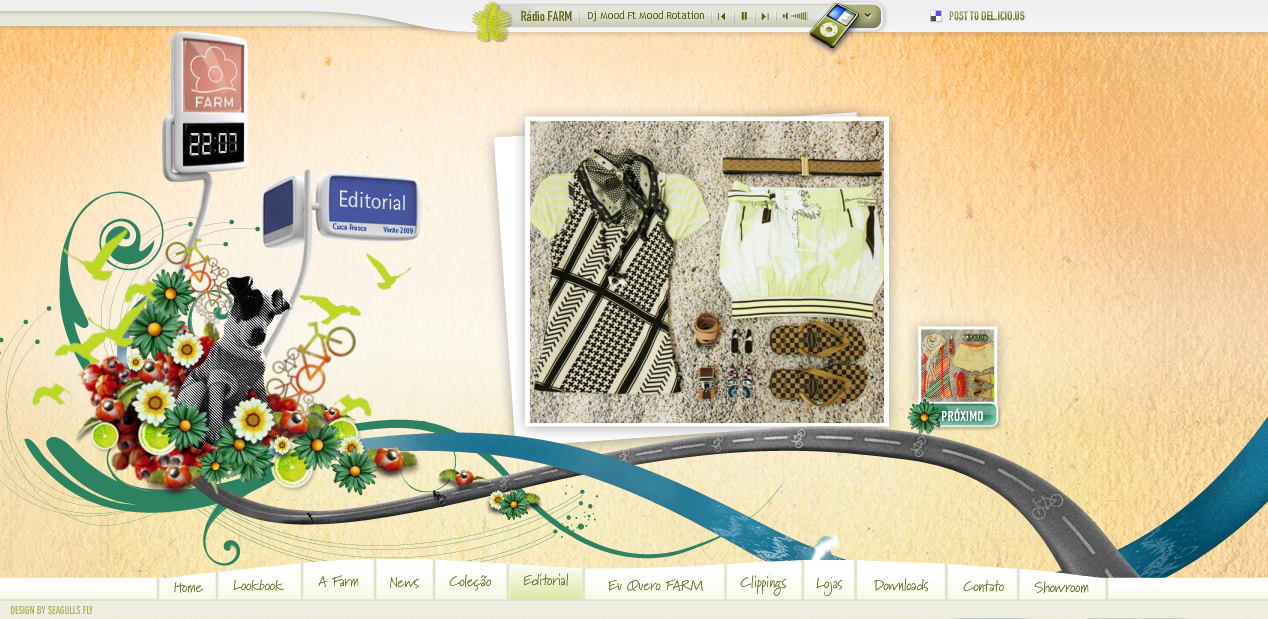 Rádio FARM
Dj Mood Ft Mood Rotation
POST TO DEL.ICIO.US
FARM
22:07
Editorial
Cuca Fresca Verão 2009
PRÓXIMO
Home
Lookbook
A Farm
News
Coleção
Editorial
Eu Quero FARM
Clippings
Lojas
Downloads
Contato
Showroom
DESIGN BY SEAGULLS FLY